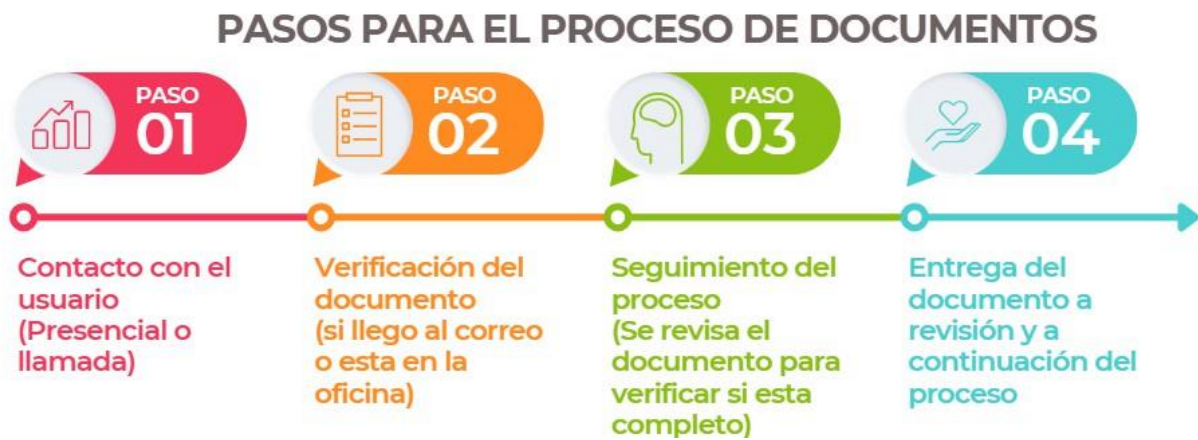 PASOS PARA EL PROCESO DE DOCUMENTOS
PASO
01
PASO
02
PASO
03
PASO
04
Contacto con el
usuario
(Presencial o
llamada)
Verificación del
documento
(si llego al correo
o esta en la
oficina)
Seguimiento del
proceso
(Se revisa el
documento para
verificar si esta
completo)
Entrega del
documento a
revisión y a
continuación del
proceso